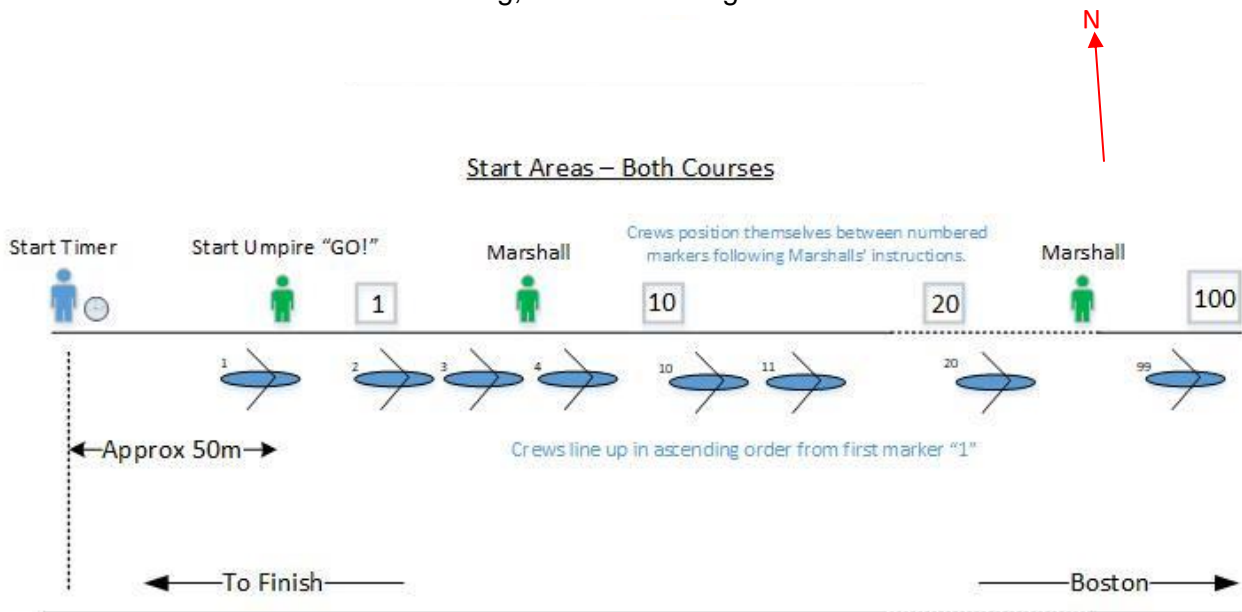 N
Start Areas – Both Courses
Start Timer
Start Umpire "GO!"
Marshall
Crews position themselves between numbered
markers following Marshalls' instructions.
Marshall
1
10
20
100
1
2
3
4
10
11
20
99
Approx 50m
Crews line up in ascending order from first marker "1"
To Finish
Boston